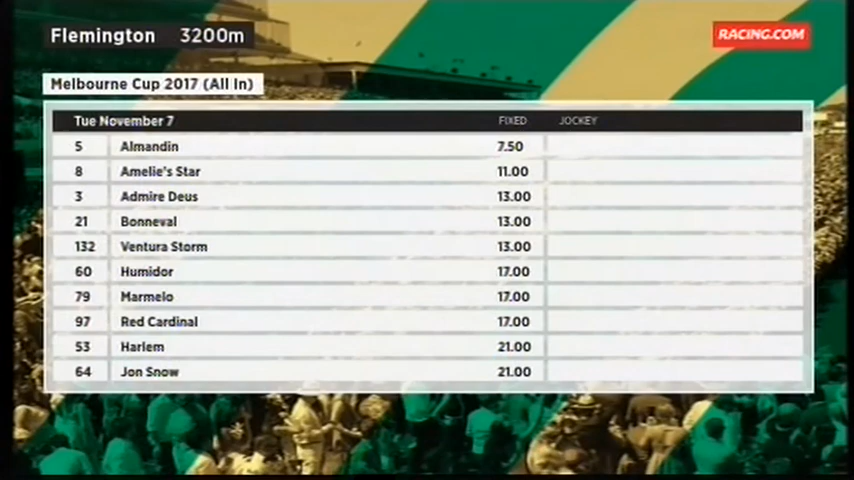 Flemington 3200m
RACING.COM
Melbourne Cup 2017 (All In)
Tue November 7 FIXED JOCKEY
5 Almandin 7.50
8 Amelie's Star 11.00
3 Admire Deus 13.00
21 Bonneval 13.00
132 Ventura Storm 13.00
60 Humidor 17.00
79 Marmelo 17.00
97 Red Cardinal 17.00
53 Harlem 21.00
64 Jon Snow 21.00